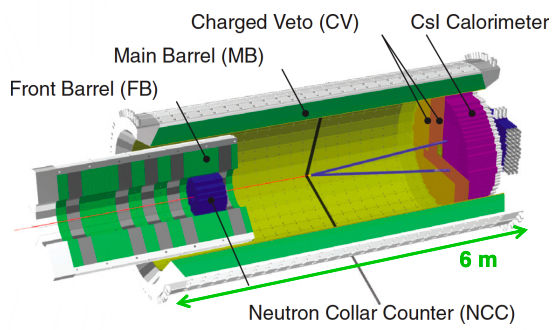 Charged Veto (CV)
CsI Calorimeter
Main Barrel (MB)
Front Barrel (FB)
6 m
Neutron Collar Counter (NCC)